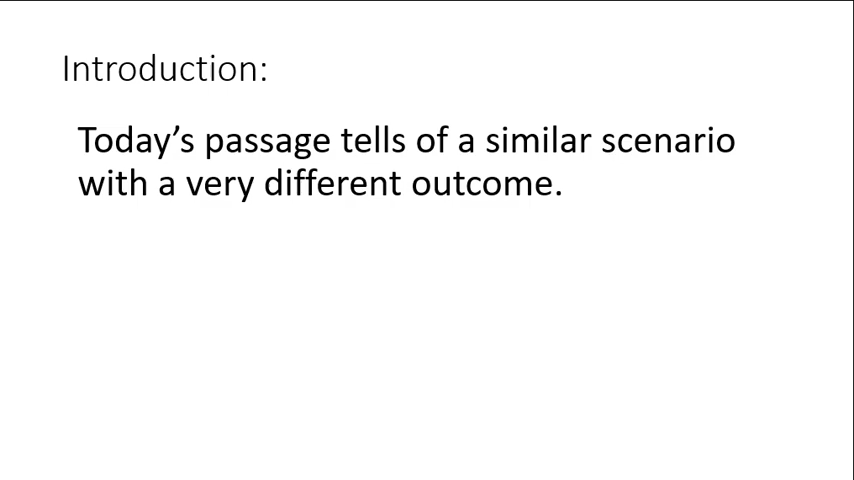 Introduction:
Today’s passage tells of a similar scenario
with a very different outcome.